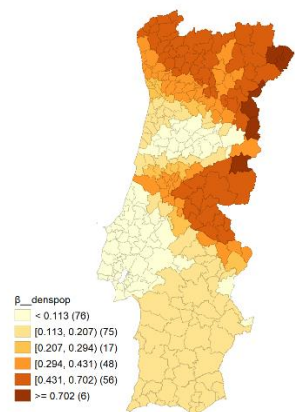 β__denspop
< 0.113 (76)
[0.113, 0.207) (75)
[0.207, 0.294) (17)
[0.294, 0.431) (48)
[0.431, 0.702) (56)
>= 0.702 (6)